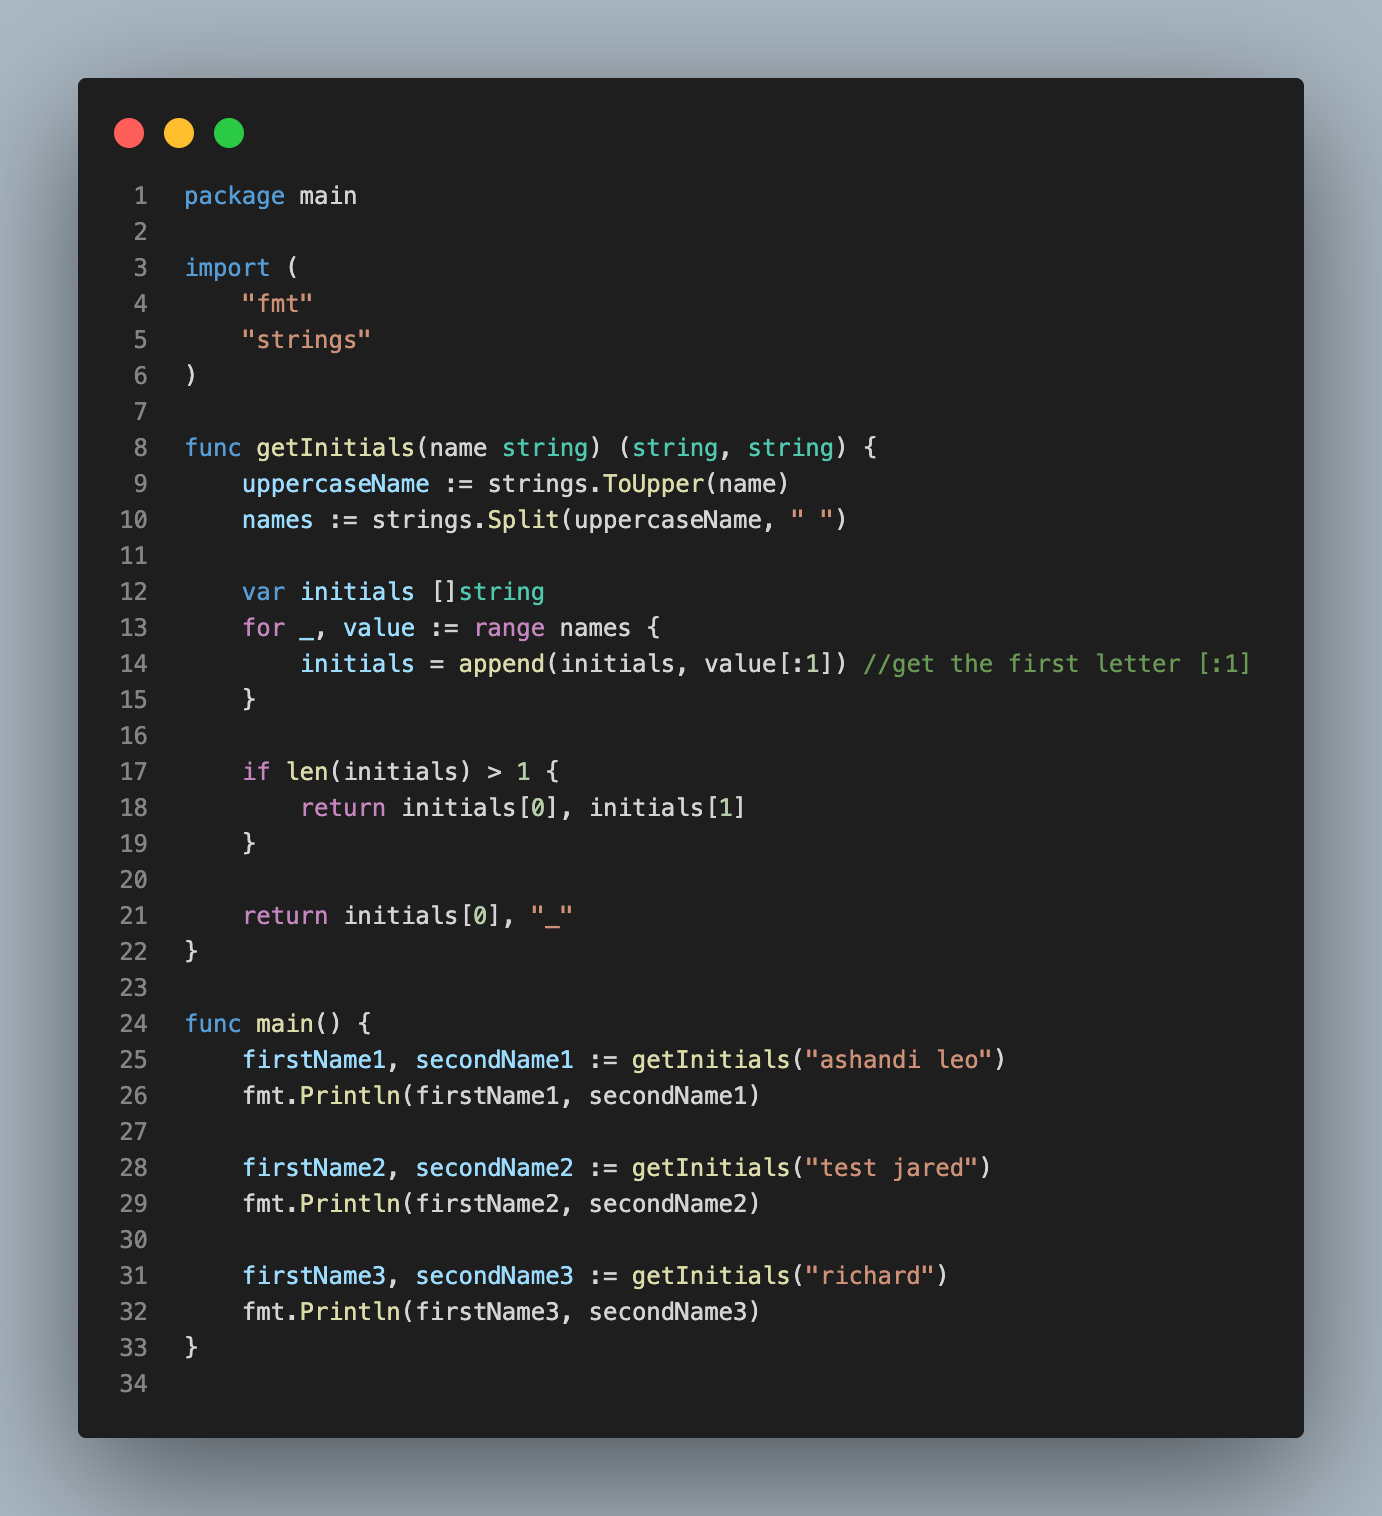 1 package main
2
3 import (
4     "fmt"
5     "strings"
6 )
7
8 func getInitials(name string) (string, string) {
9     uppercaseName := strings.ToUpper(name)
10     names := strings.Split(uppercaseName, " ")
11
12     var initials []string
13     for _, value := range names {
14         initials = append(initials, value[:1]) //get the first letter [:1]
15     }
16
17     if len(initials) > 1 {
18         return initials[0], initials[1]
19     }
20
21     return initials[0], "_"
22 }
23
24 func main() {
25     firstName1, secondName1 := getInitials("ashandi leo")
26     fmt.Println(firstName1, secondName1)
27
28     firstName2, secondName2 := getInitials("test jared")
29     fmt.Println(firstName2, secondName2)
30
31     firstName3, secondName3 := getInitials("richard")
32     fmt.Println(firstName3, secondName3)
33 }
34